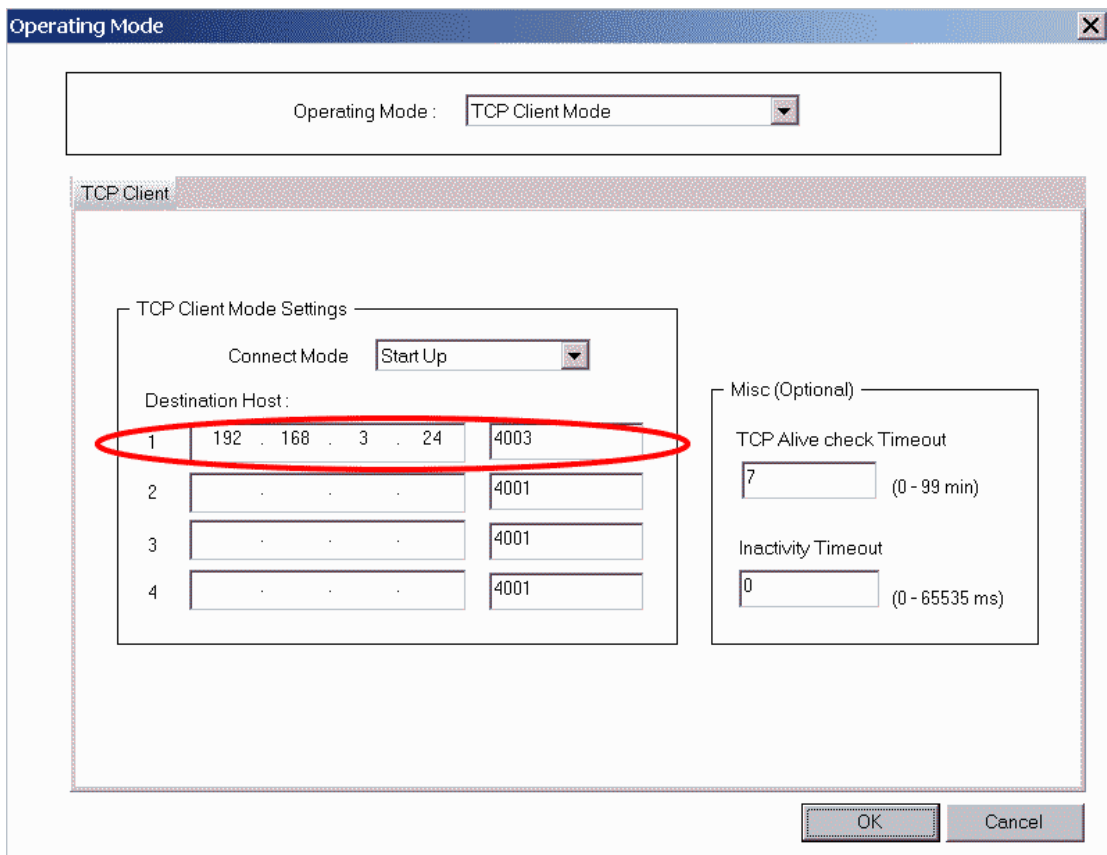 Operating Mode
Operating Mode : TCP Client Mode
TCP Client
TCP Client Mode Settings
Connect Mode Start Up
Destination Host :
1 192 . 168 . 3 . 24 4003
2 . . . 4001
3 . . . 4001
4 . . . 4001
Misc (Optional)
TCP Alive check Timeout
7 (0 - 99 min)
Inactivity Timeout
0 (0 - 65535 ms)
OK Cancel